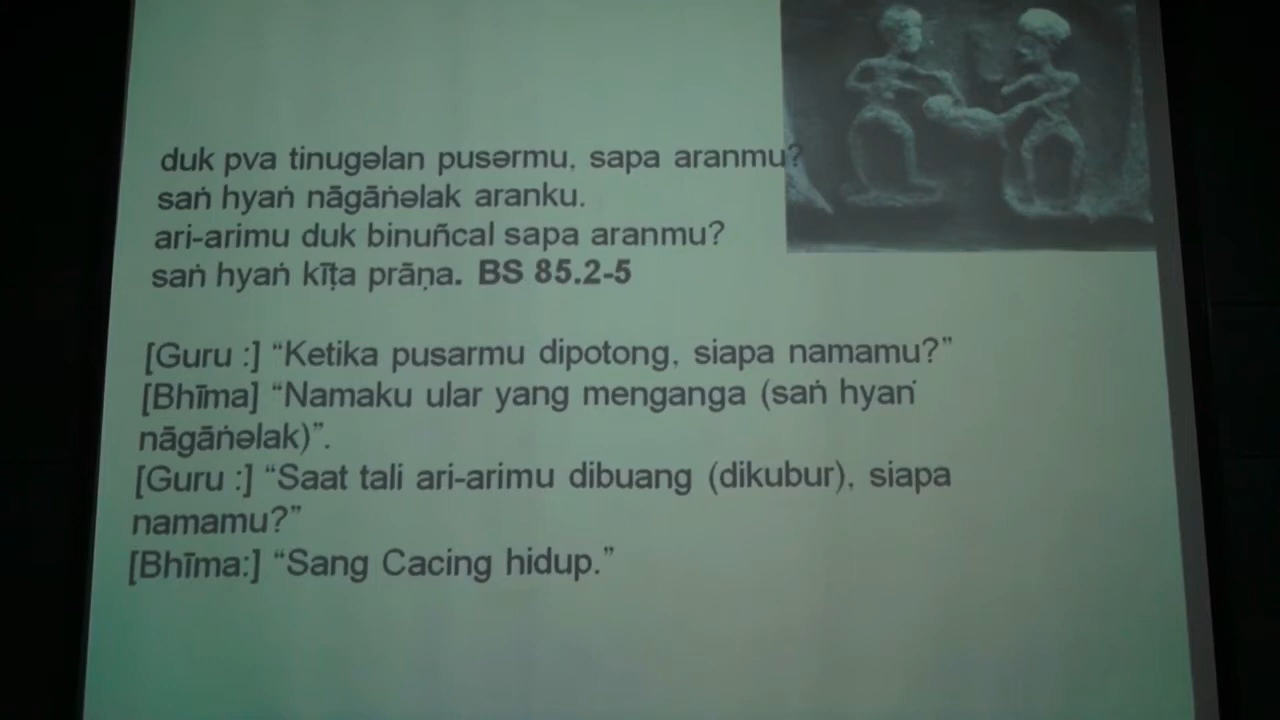 duk pva tinugəlan pusərmu, sapa aranmu?
saṅ hyaṅ nāgāṅəlak aranku.
ari-arimu duk binuñcal sapa aranmu?
saṅ hyaṅ kīṭa prāṇa. BS 85.2-5
[Guru :] “Ketika pusarmu dipotong, siapa namamu?”
[Bhīma] “Namaku ular yang menganga (saṅ hyaṅ
nāgāṅəlak)”.
[Guru :] “Saat tali ari-arimu dibuang (dikubur), siapa
namamu?”
[Bhīma:] “Sang Cacing hidup.”